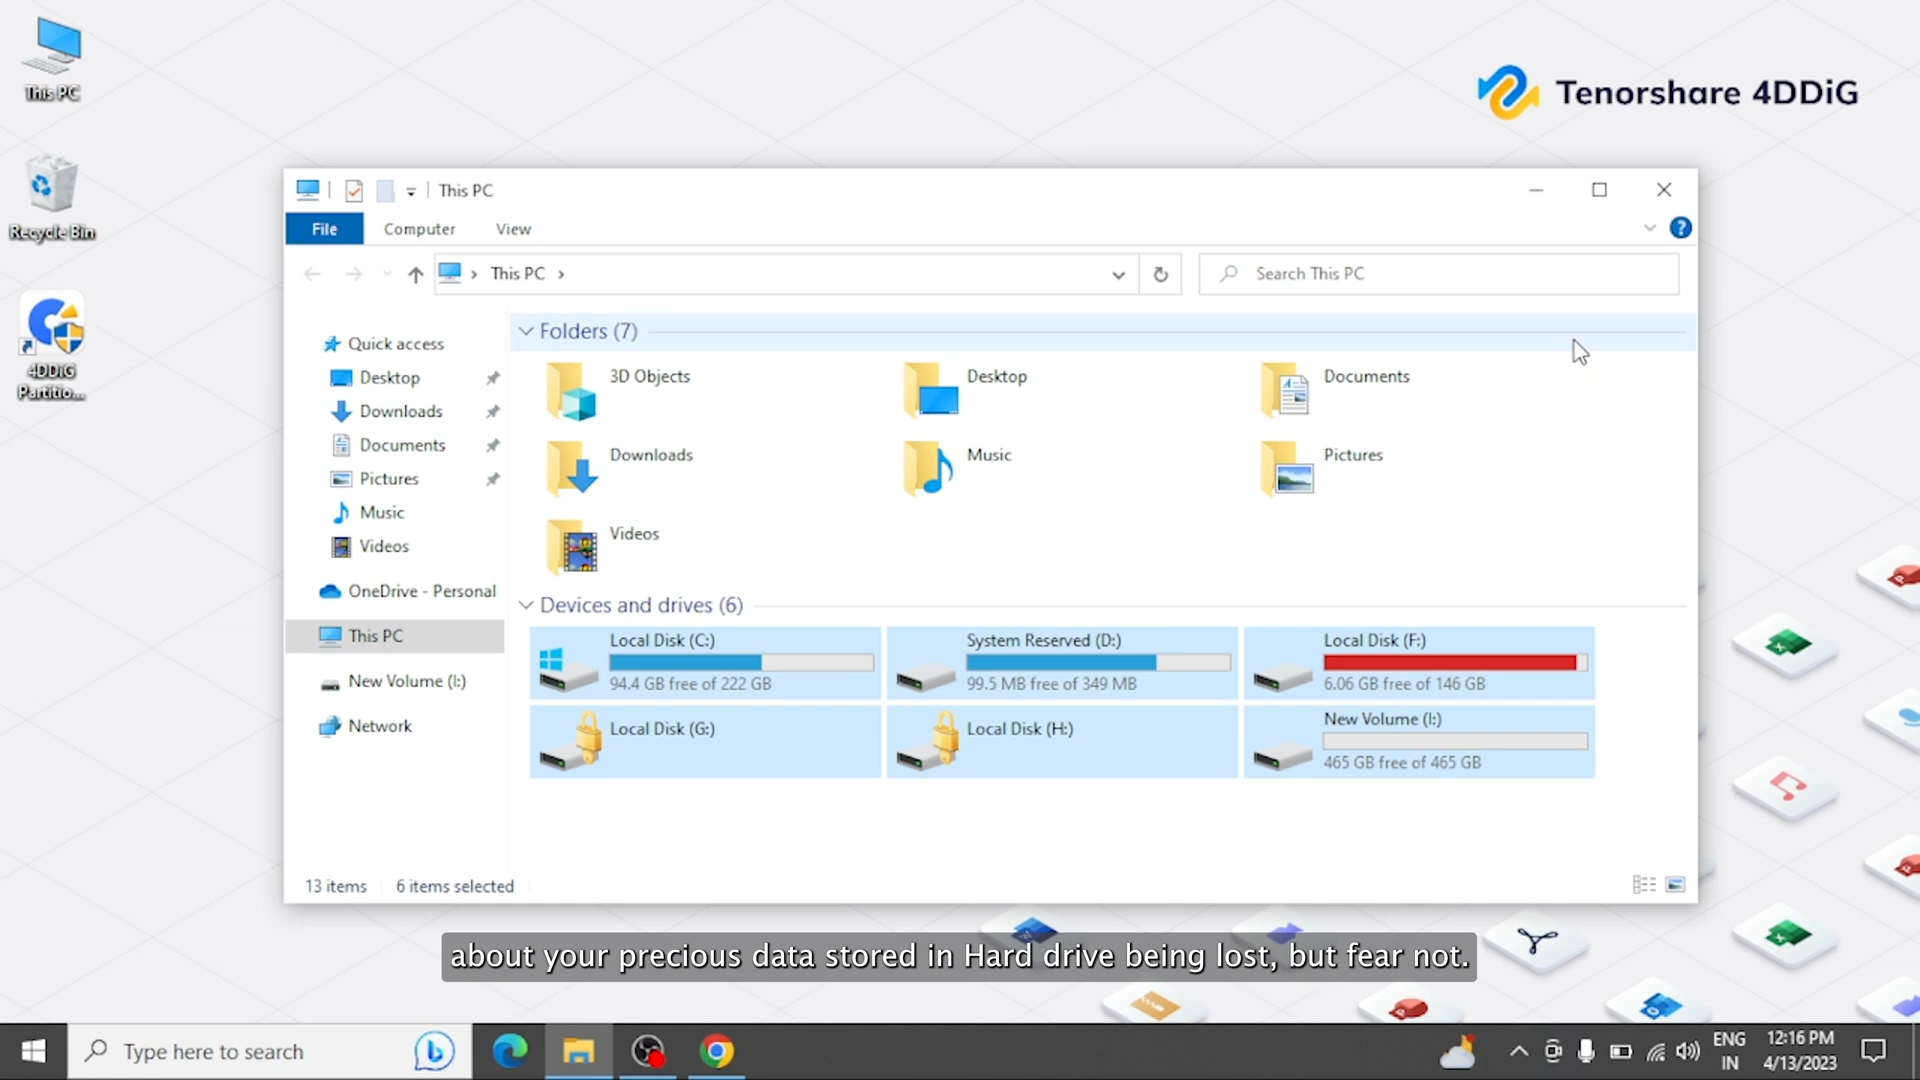 This PC
Recycle Bin
4DDiG
Partitio...
Tenorshare 4DDiG
This PC
File
Computer
View
This PC
Search This PC
Quick access
Desktop
Downloads
Documents
Pictures
Music
Videos
OneDrive - Personal
This PC
New Volume (I:)
Network
Folders (7)
3D Objects
Desktop
Documents
Downloads
Music
Pictures
Videos
Devices and drives (6)
Local Disk (C:)
94.4 GB free of 222 GB
System Reserved (D:)
99.5 MB free of 349 MB
Local Disk (F:)
6.06 GB free of 146 GB
Local Disk (G:)
Local Disk (H:)
New Volume (I:)
465 GB free of 465 GB
13 items
6 items selected
about your precious data stored in Hard drive being lost, but fear not.
Type here to search
ENG
IN
12:16 PM
4/13/2023